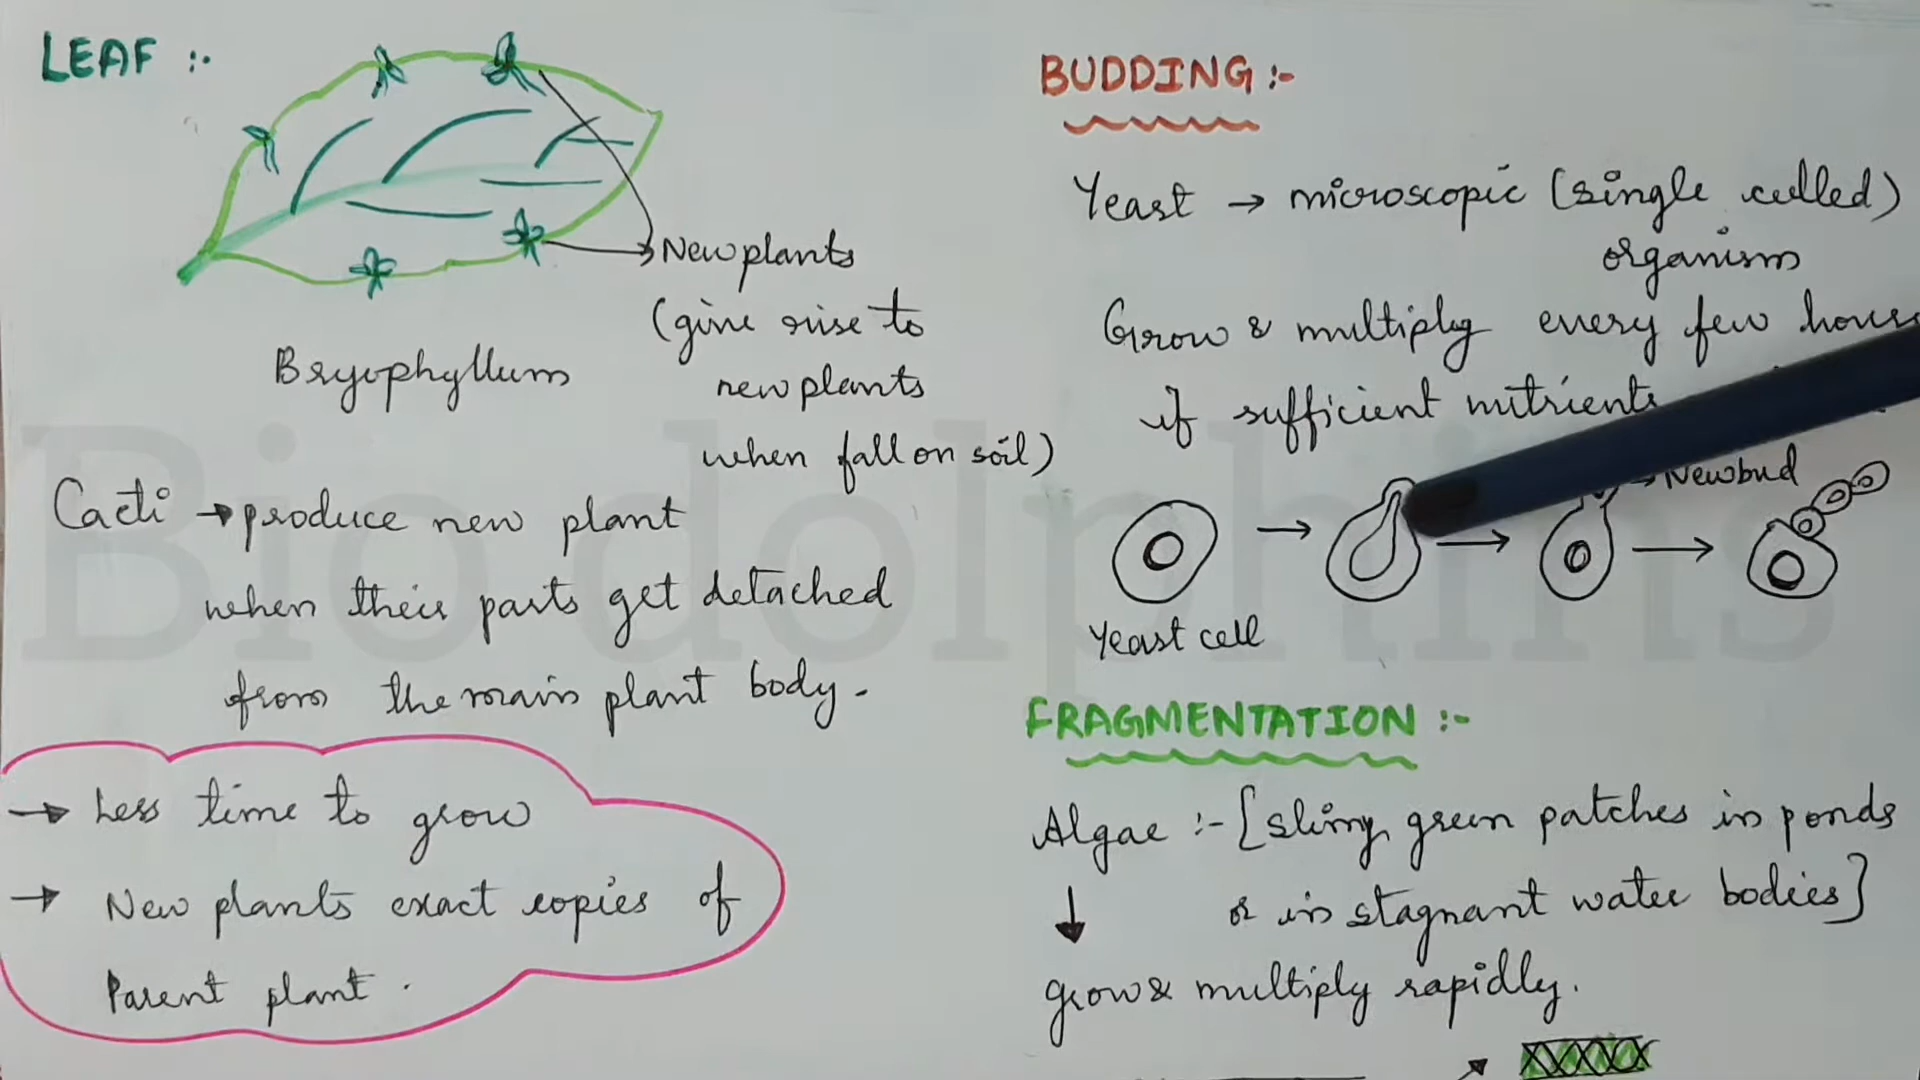 LEAF :-
New plants
(give rise to
new plants
when fall on soil)
Bryophyllum
Cacti → produce new plant
when their parts get detached
from the main plant body.
→ Less time to grow
→ New plants exact copies of
Parent plant.
BUDDING :-
Yeast → microscopic (single celled)
organism
Grow & multiply every few hours
if sufficient nutrients
→ New bud
Yeast cell
FRAGMENTATION :-
Algae :- [slimy green patches in ponds
or in stagnant water bodies]
grow & multiply rapidly.
Biodolphins